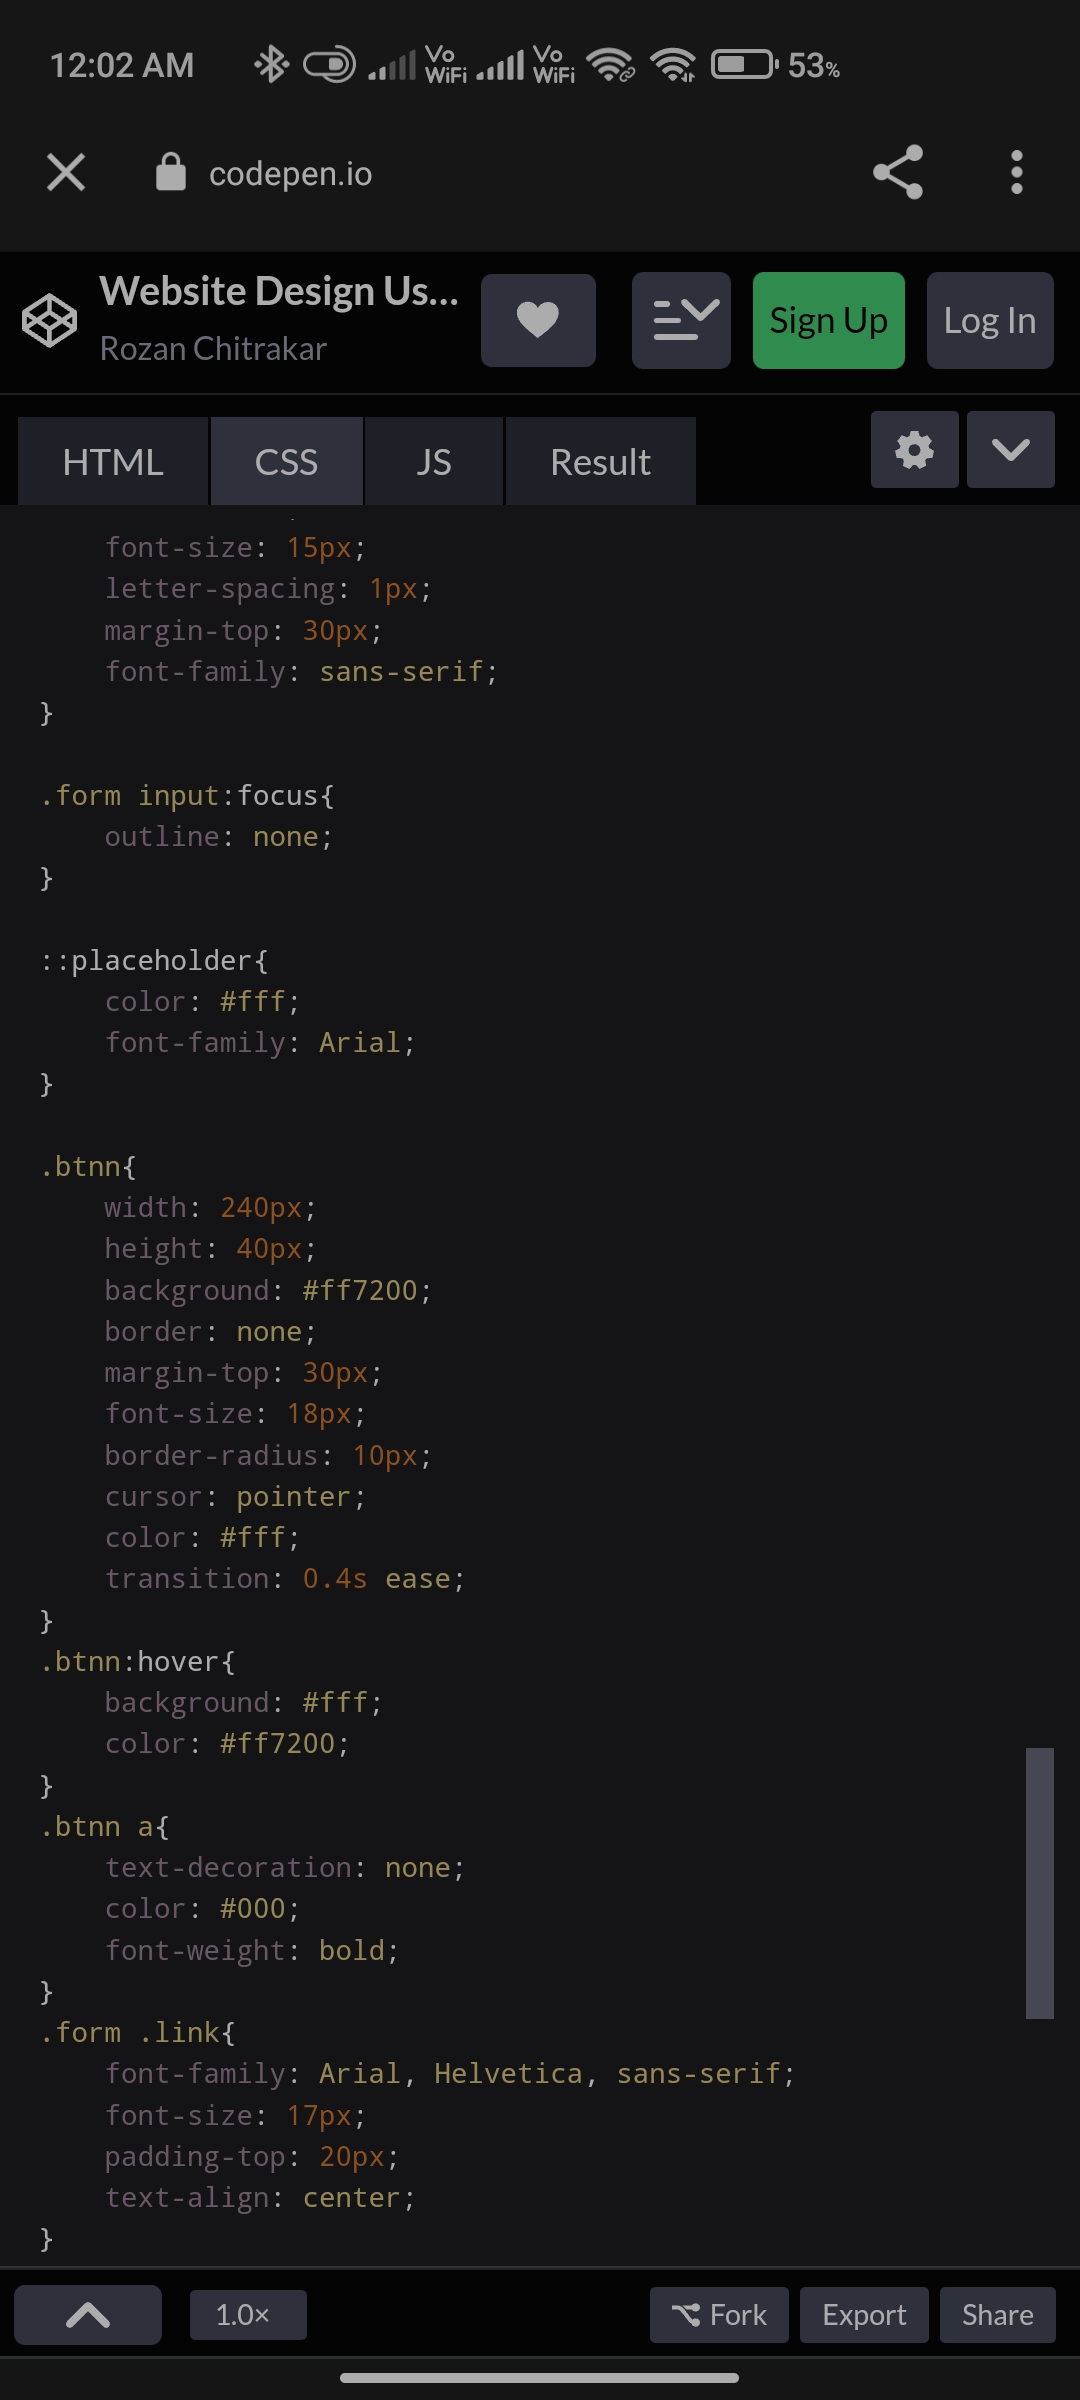 12:02 AM Vo WiFi Vo WiFi 53%
codepen.io
Website Design Us...
Rozan Chitrakar
Sign Up
Log In
HTML CSS JS Result
font-size: 15px;
letter-spacing: 1px;
margin-top: 30px;
font-family: sans-serif;
}
.form input:focus{
outline: none;
}
::placeholder{
color: #fff;
font-family: Arial;
}
.btnn{
width: 240px;
height: 40px;
background: #ff7200;
border: none;
margin-top: 30px;
font-size: 18px;
border-radius: 10px;
cursor: pointer;
color: #fff;
transition: 0.4s ease;
}
.btnn:hover{
background: #fff;
color: #ff7200;
}
.btnn a{
text-decoration: none;
color: #000;
font-weight: bold;
}
.form .link{
font-family: Arial, Helvetica, sans-serif;
font-size: 17px;
padding-top: 20px;
text-align: center;
}
1.0× Fork Export Share